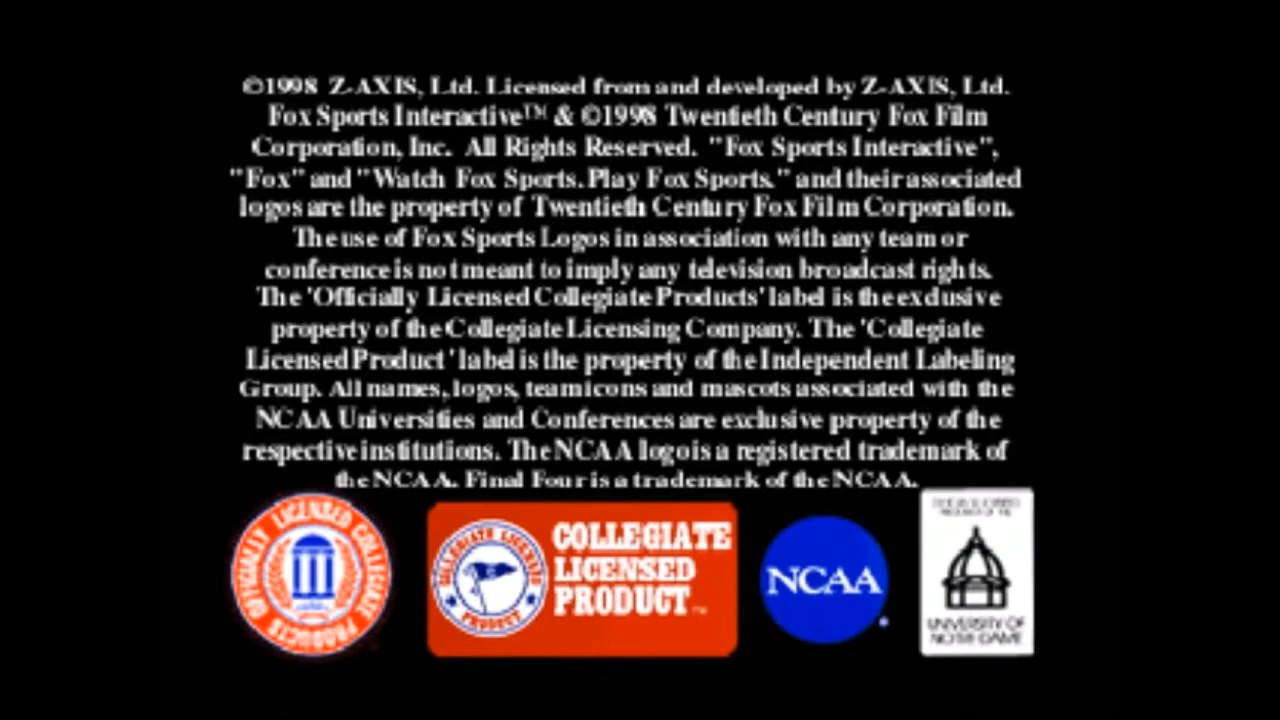 ©1998 Z-AXIS, Ltd. Licensed from and developed by Z-AXIS, Ltd.
Fox Sports Interactive™ & ©1998 Twentieth Century Fox Film
Corporation, Inc. All Rights Reserved. "Fox Sports Interactive",
"Fox" and "Watch Fox Sports. Play Fox Sports." and their associated
logos are the property of Twentieth Century Fox Film Corporation.
The use of Fox Sports Logos in association with any team or
conference is not meant to imply any television broadcast rights.
The 'Officially Licensed Collegiate Products' label is the exclusive
property of the Collegiate Licensing Company. The 'Collegiate
Licensed Product' label is the property of the Independent Labeling
Group. All names, logos, team icons and mascots associated with the
NCAA Universities and Conferences are exclusive property of the
respective institutions. The NCAA logo is a registered trademark of
the NCAA. Final Four is a trademark of the NCAA.
OFFICIALLY LICENSED COLLEGIATE PRODUCTS
COLLEGIATE LICENSED PRODUCT
COLLEGIATE
LICENSED
PRODUCT™
NCAA
UNIVERSITY OF
NOTRE DAME